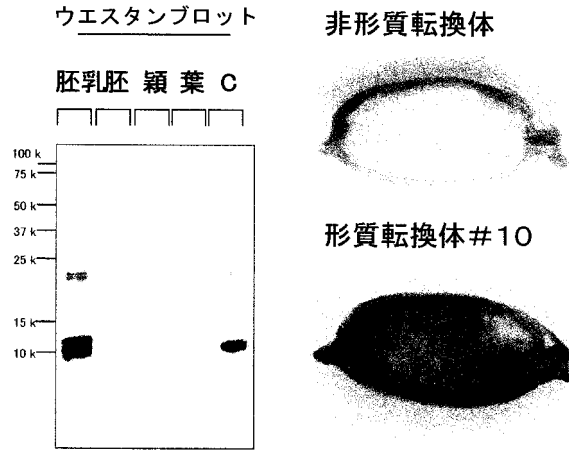 ウエスタンブロット
胚乳 胚 穎 葉 C
100 k
75 k
50 k
37 k
25 k
15 k
10 k
非形質転換体
形質転換体#10